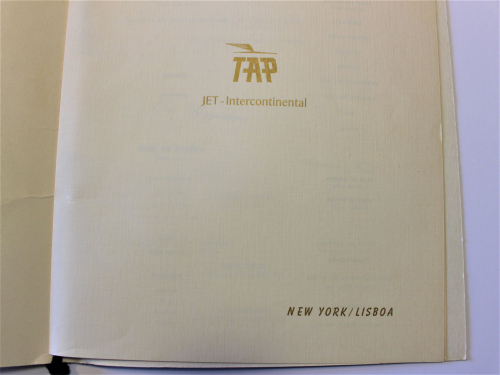 TAP
JET - Intercontinental
NEW YORK/LISBOA